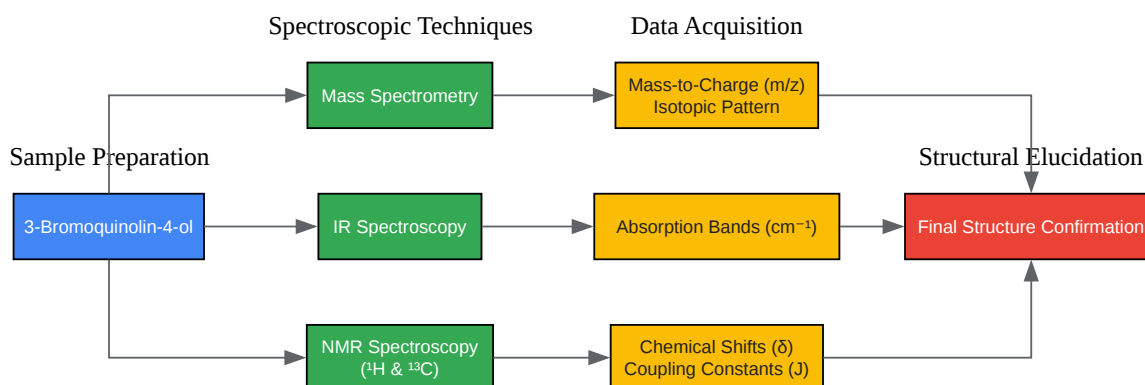 Spectroscopic Techniques
Data Acquisition
Mass Spectrometry
Mass-to-Charge (m/z)
Isotopic Pattern
Sample Preparation
Structural Elucidation
3-Bromoquinolin-4-ol
IR Spectroscopy
Absorption Bands (cm⁻¹)
Final Structure Confirmation
NMR Spectroscopy
(¹H & ¹³C)
Chemical Shifts (δ)
Coupling Constants (J)